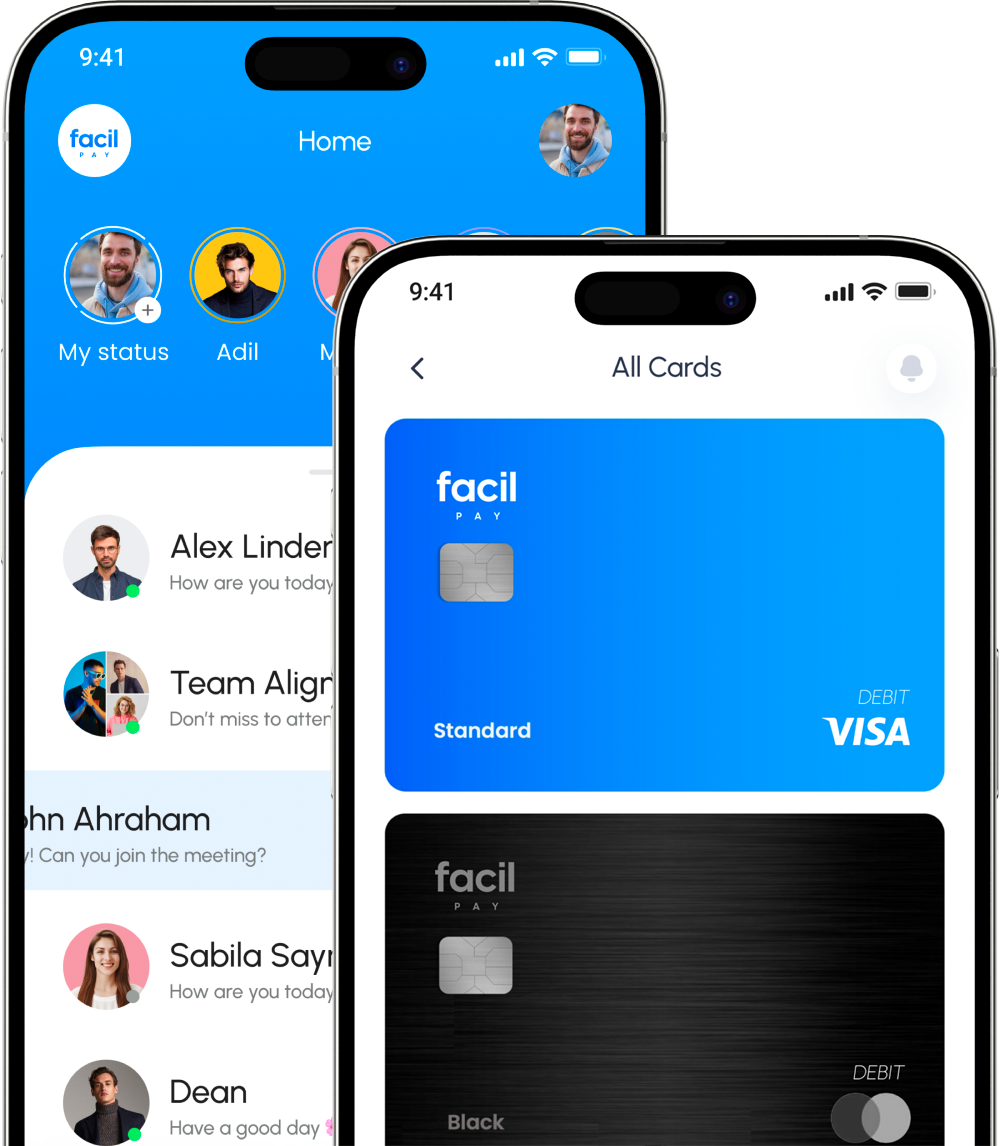 9:41
facil
PAY
Home
My status
Adil
Alex Linder
How are you today
Team Align
Don't miss to atten
ohn Ahraham
y! Can you join the meeting?
Sabila Sayr
How are you today
Dean
Have a good day
9:41
All Cards
facil
PAY
Standard
DEBIT
VISA
facil
PAY
DEBIT
Black